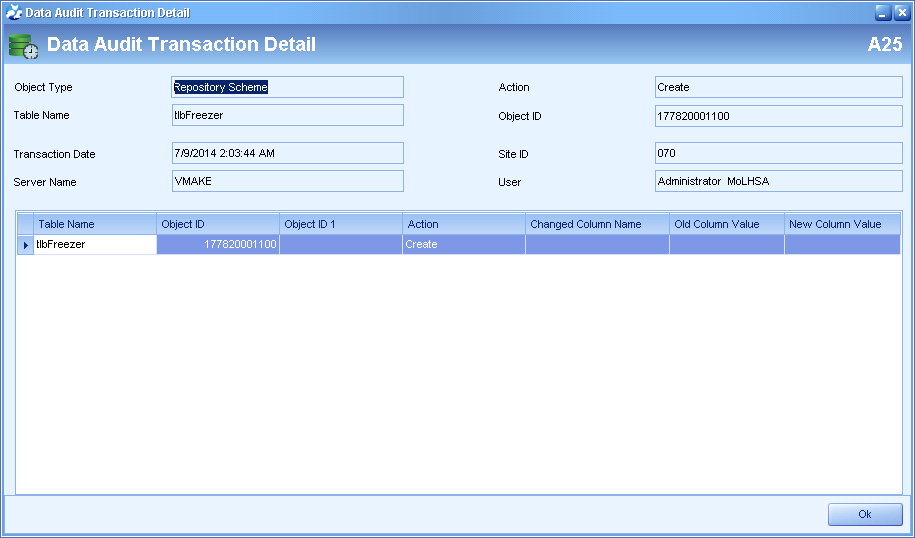 Data Audit Transaction Detail
Data Audit Transaction Detail A25
Object Type Repository Scheme Action Create
Table Name tlbFreezer Object ID 177820001100
Transaction Date 7/9/2014 2:03:44 AM Site ID 070
Server Name VMAKE User Administrator MoLHSA
Table Name Object ID Object ID 1 Action Changed Column Name Old Column Value New Column Value
tlbFreezer 177820001100 Create
Ok